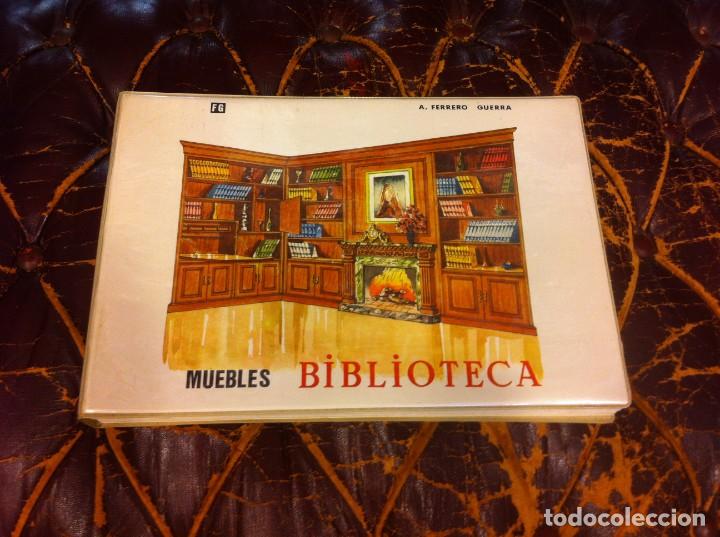 FG
A. FERRERO GUERRA
MUEBLES BiBLiOTECA
todocoleccion